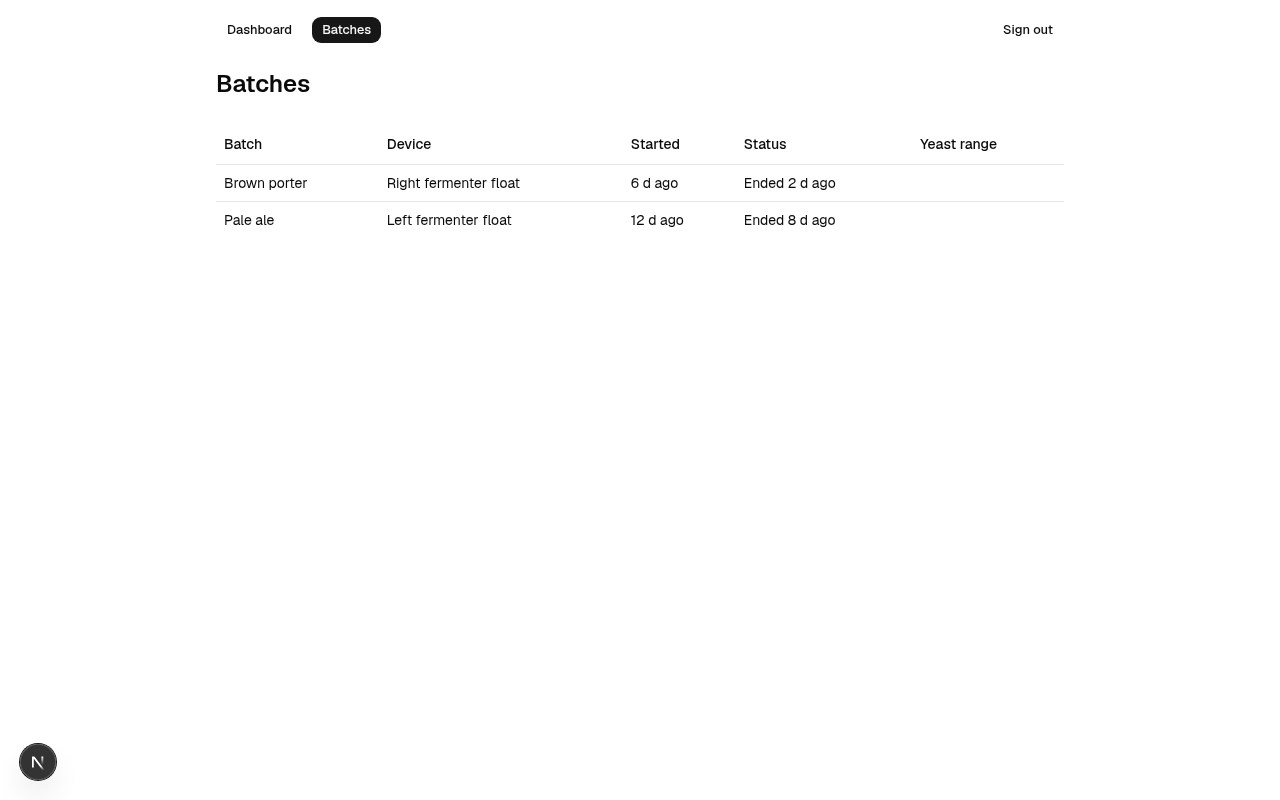 Dashboard Batches Sign out
Batches
Batch Device Started Status Yeast range
Brown porter Right fermenter float 6 d ago Ended 2 d ago
Pale ale Left fermenter float 12 d ago Ended 8 d ago
N